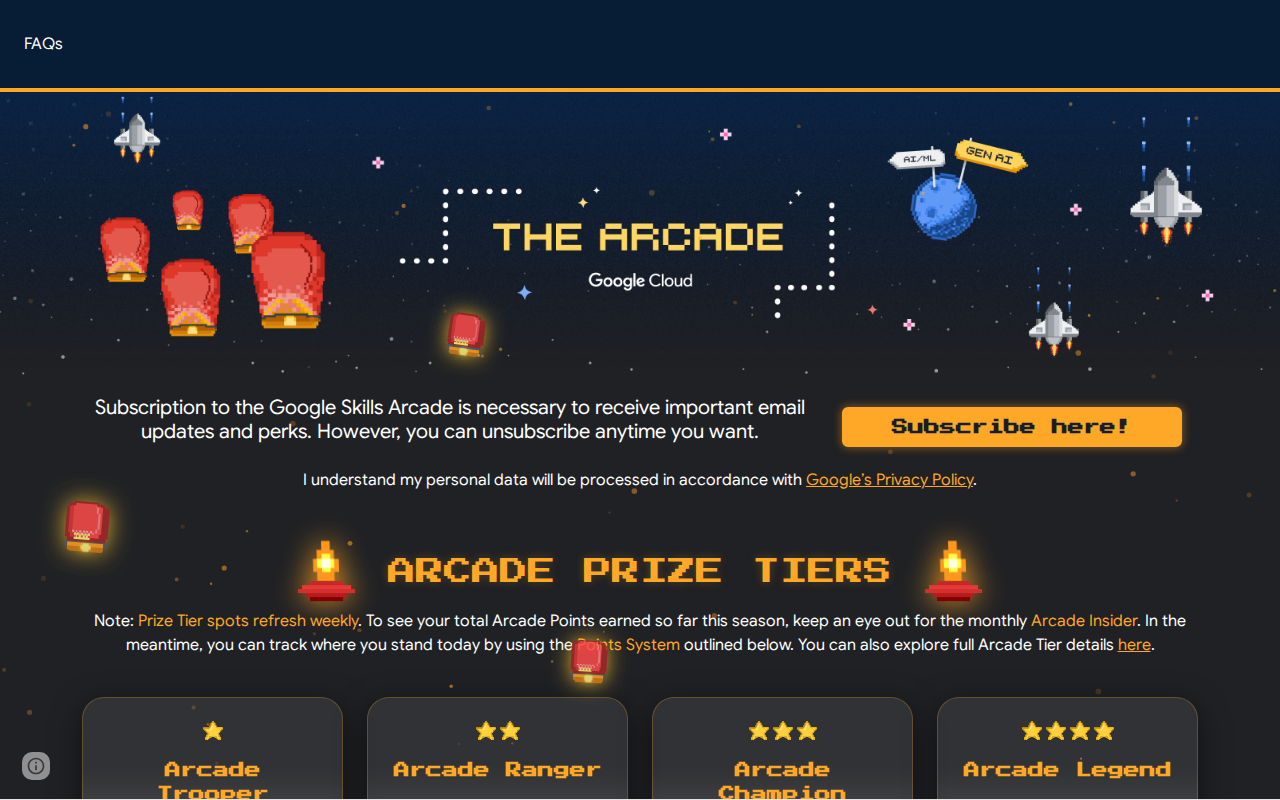 FAQs
AI/ML
GEN AI
THE ARCADE
Google Cloud
Subscription to the Google Skills Arcade is necessary to receive important email
updates and perks. However, you can unsubscribe anytime you want.
Subscribe here!
I understand my personal data will be processed in accordance with Google's Privacy Policy.
ARCADE PRIZE TIERS
Note: Prize Tier spots refresh weekly. To see your total Arcade Points earned so far this season, keep an eye out for the monthly Arcade Insider. In the
meantime, you can track where you stand today by using the Points System outlined below. You can also explore full Arcade Tier details here.
Arcade
Trooper
Arcade Ranger
Arcade
Champion
Arcade Legend